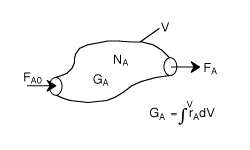 V
N_A
F_A0
G_A
F_A
G_A = ∫^V r_A dV